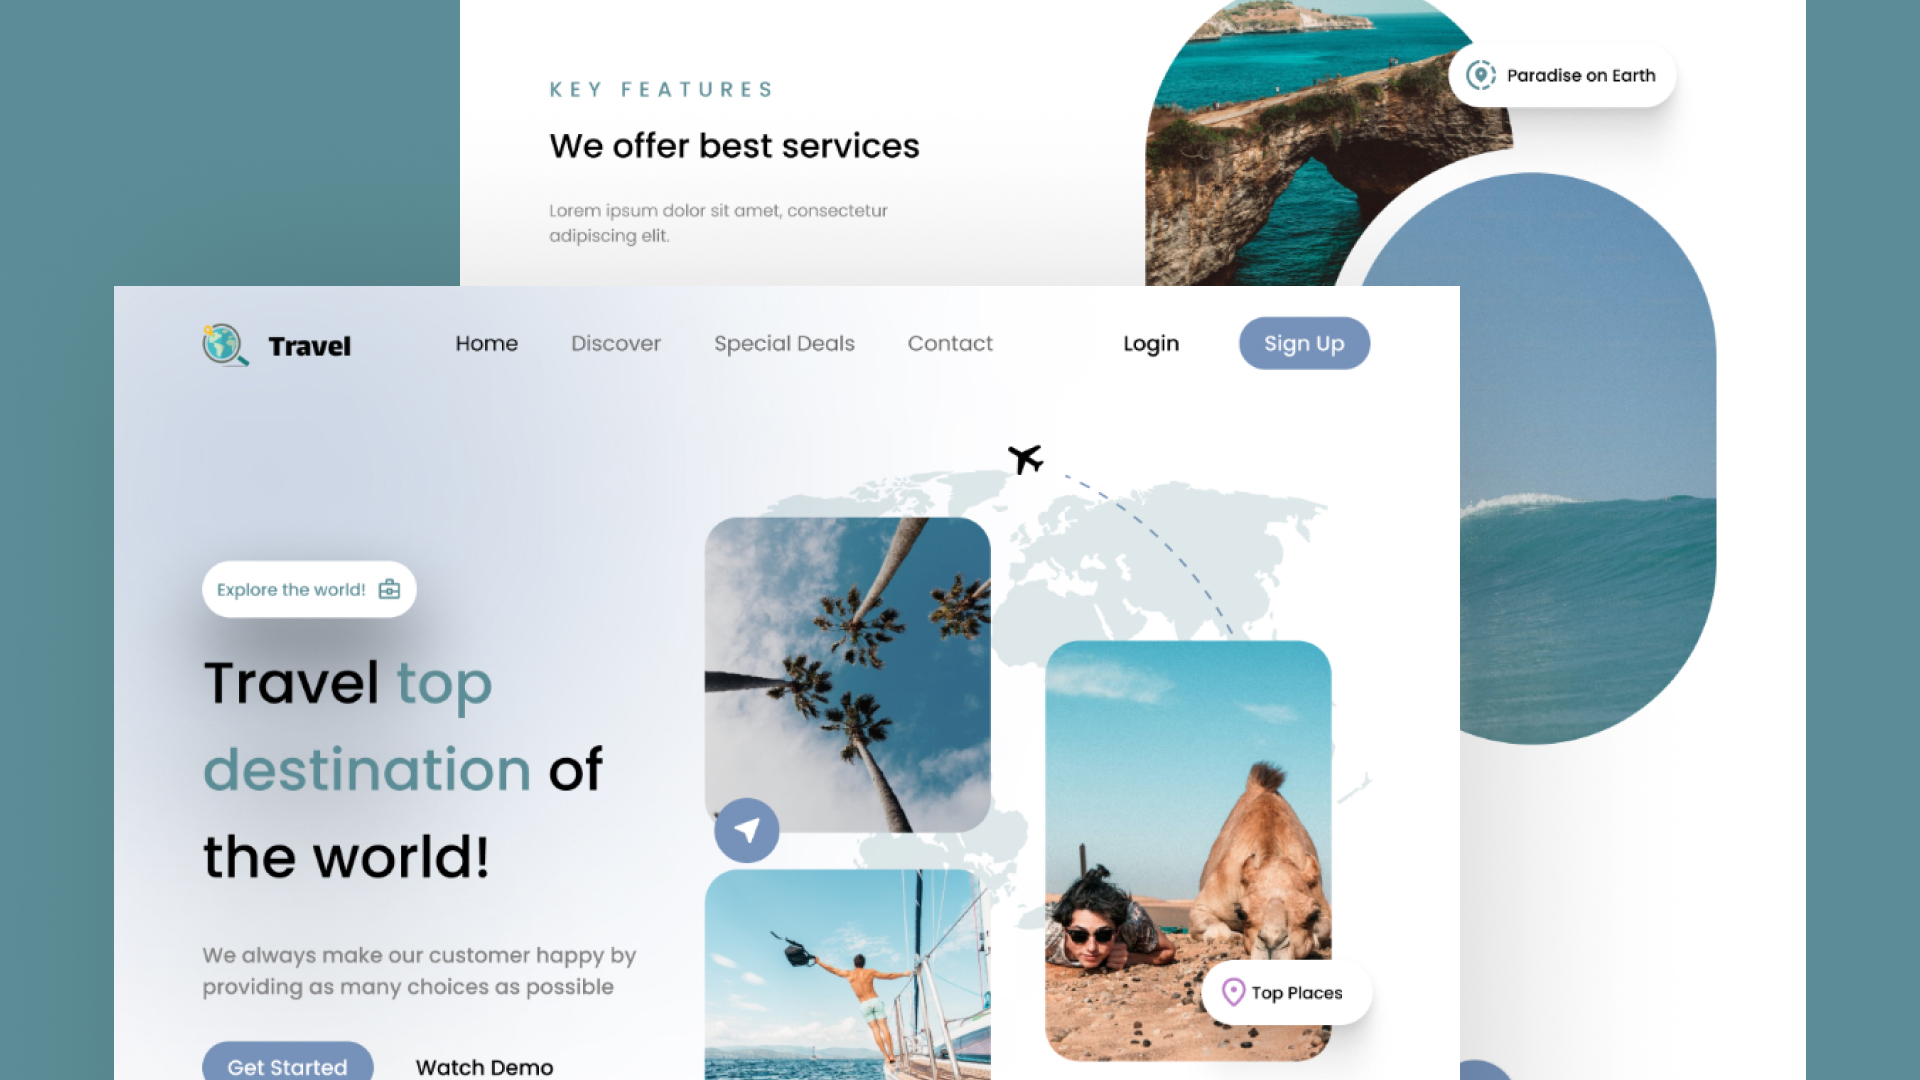 KEY FEATURES
We offer best services
Lorem ipsum dolor sit amet, consectetur
adipiscing elit.
Paradise on Earth
Travel
Home
Discover
Special Deals
Contact
Login
Sign Up
Explore the world!
Travel top
destination of
the world!
We always make our customer happy by
providing as many choices as possible
Get Started
Watch Demo
Top Places